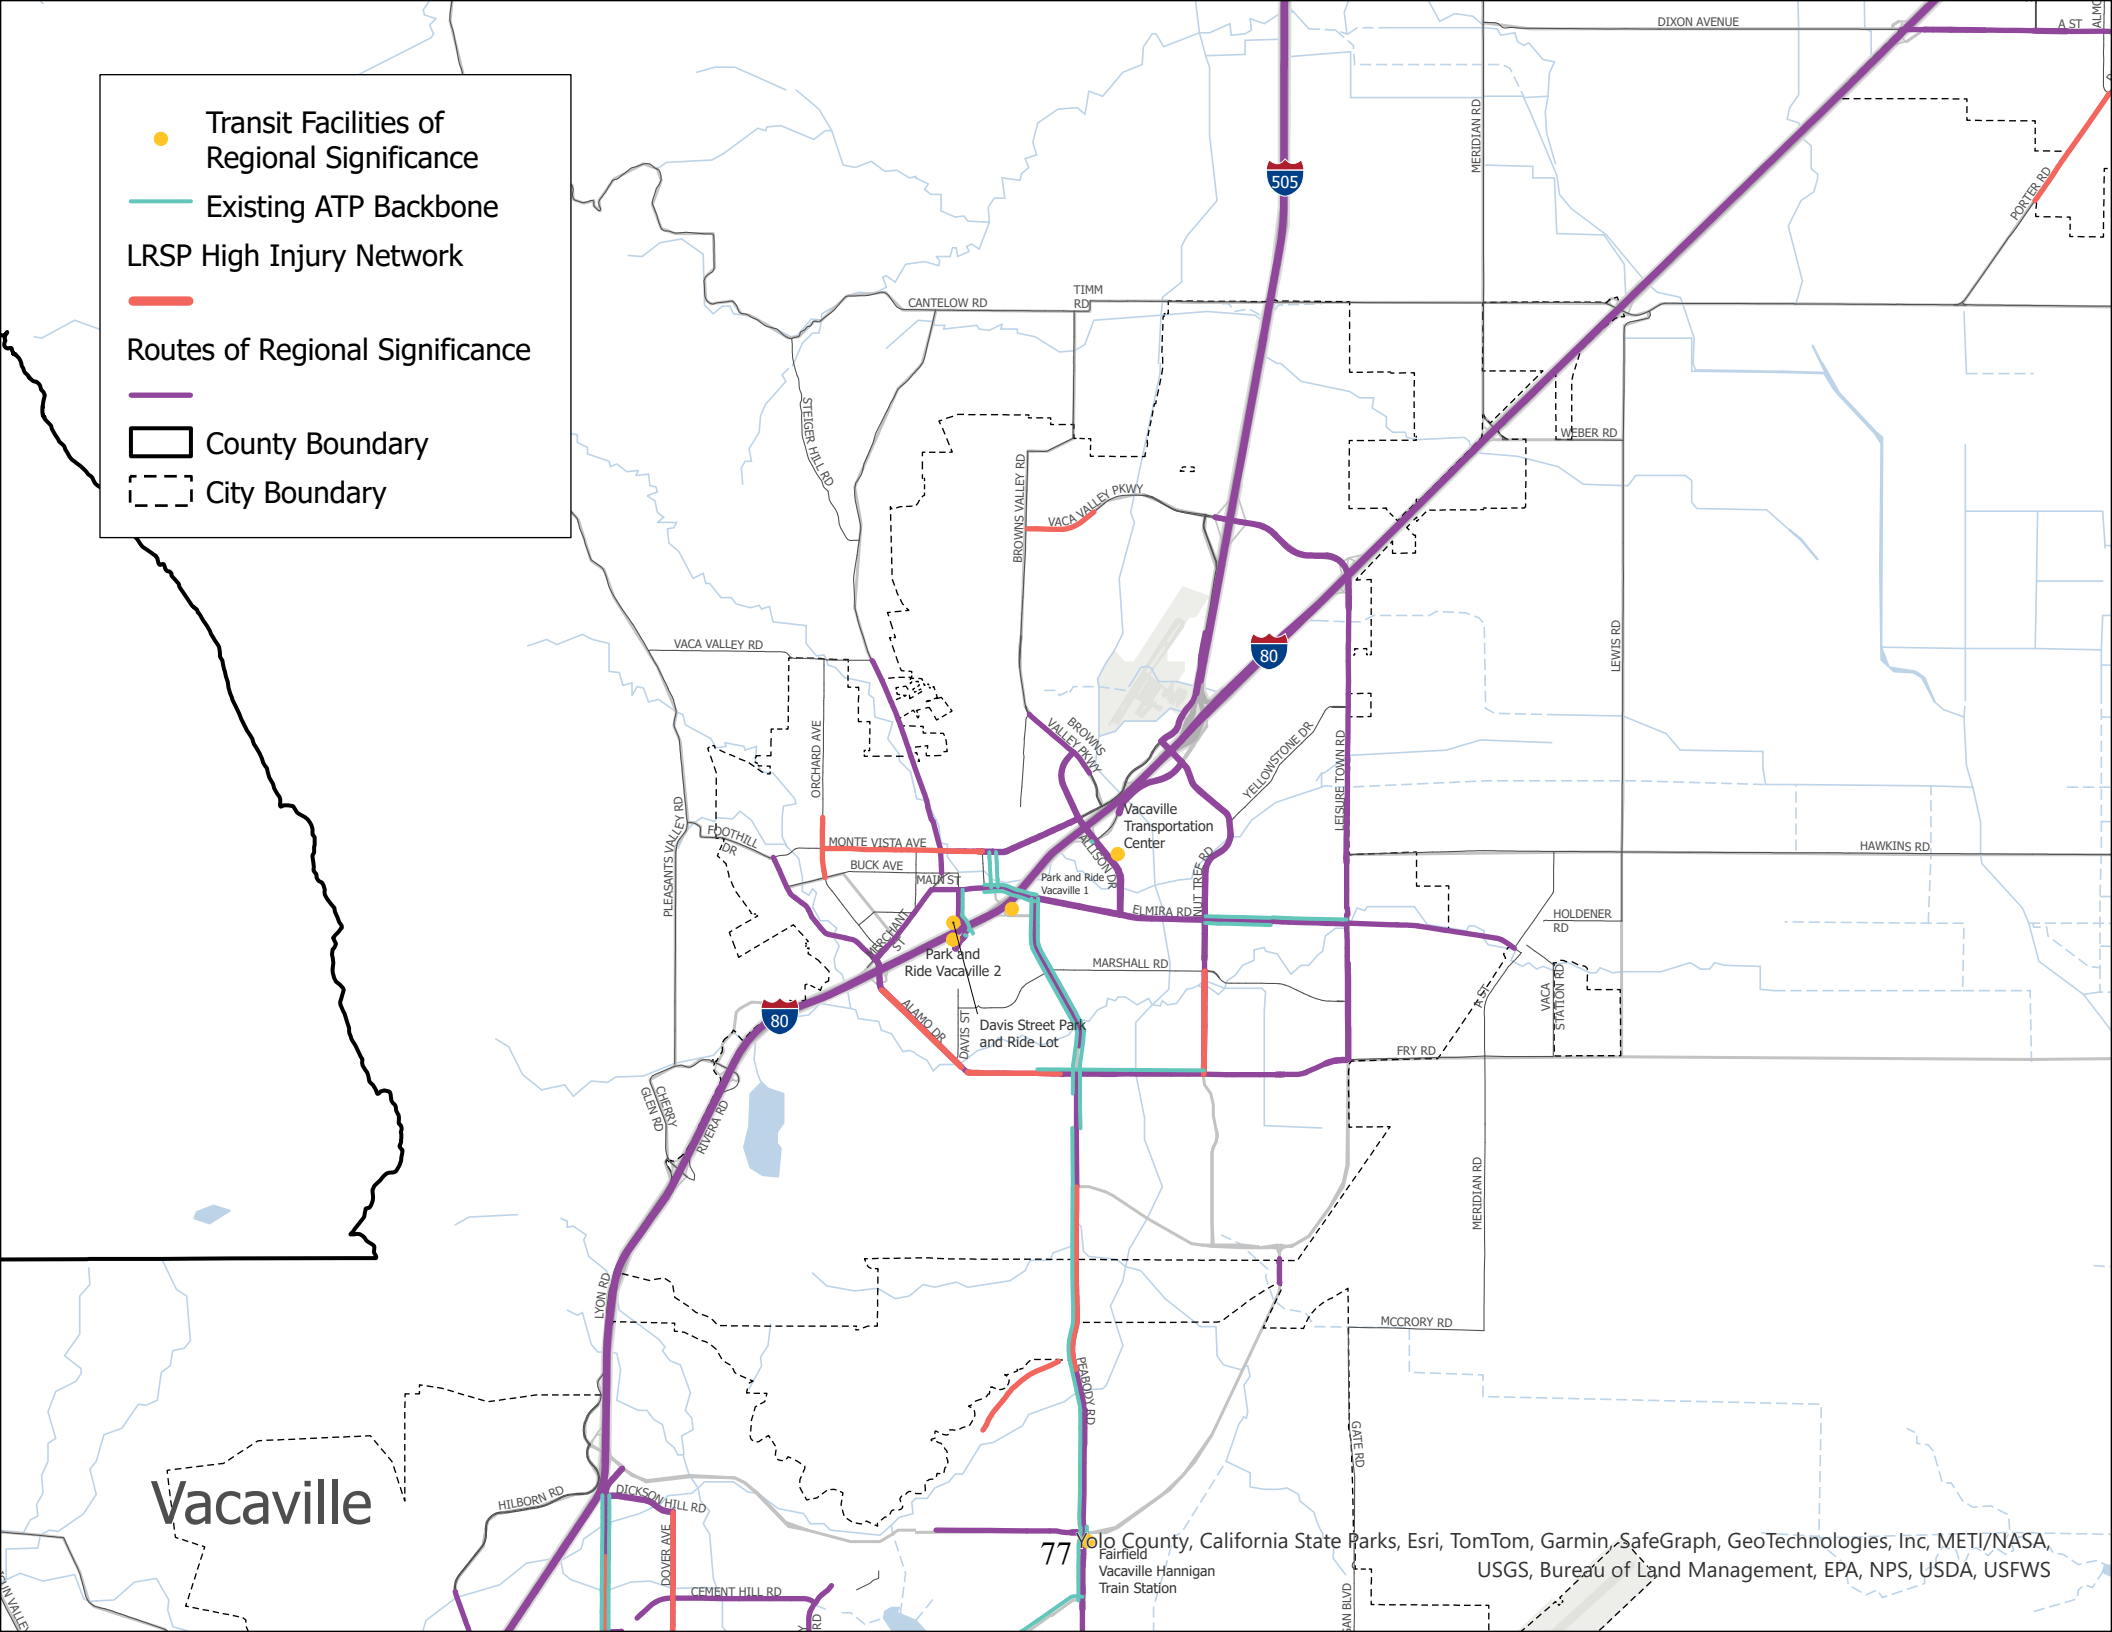 DIXON AVENUE
A ST
Transit Facilities of
Regional Significance
Existing ATP Backbone
LRSP High Injury Network
Routes of Regional Significance
County Boundary
City Boundary
505
MERIDIAN RD
PORTER RD
TIMM
RD
CANTELOW RD
STEIGER HILL RD
BROWNS VALLEY RD
VACA VALLEY PKWY
WEBER RD
LEWIS RD
80
VACA VALLEY RD
ORCHARD AVE
BROWNS
VALLEY PKWY
YELLOWSTONE DR
LEISURE TOWN RD
PLEASANTS VALLEY RD
FOOTHILL
DR
MONTE VISTA AVE
BUCK AVE
MAIN ST
MERCHANT
ST
Vacaville
Transportation
Center
ALLISON DR
Park and Ride
Vacaville 1
NUT TREE RD
ELMIRA RD
HAWKINS RD
HOLDENER
RD
Park and
Ride Vacaville 2
MARSHALL RD
A ST
VACA
STATION RD
80
ALAMO DR
DAVIS ST
Davis Street Park
and Ride Lot
FRY RD
CHERRY
GLEN RD
RIVERA RD
MERIDIAN RD
LYON RD
MCCRORY RD
PEABODY RD
GATE RD
Vacaville
HILBORN RD
DICKSON HILL RD
DOVER AVE
CEMENT HILL RD
RD
77
Fairfield
Vacaville Hannigan
Train Station
Yolo County, California State Parks, Esri, TomTom, Garmin, SafeGraph, GeoTechnologies, Inc, METI/NASA,
USGS, Bureau of Land Management, EPA, NPS, USDA, USFWS
BLVD